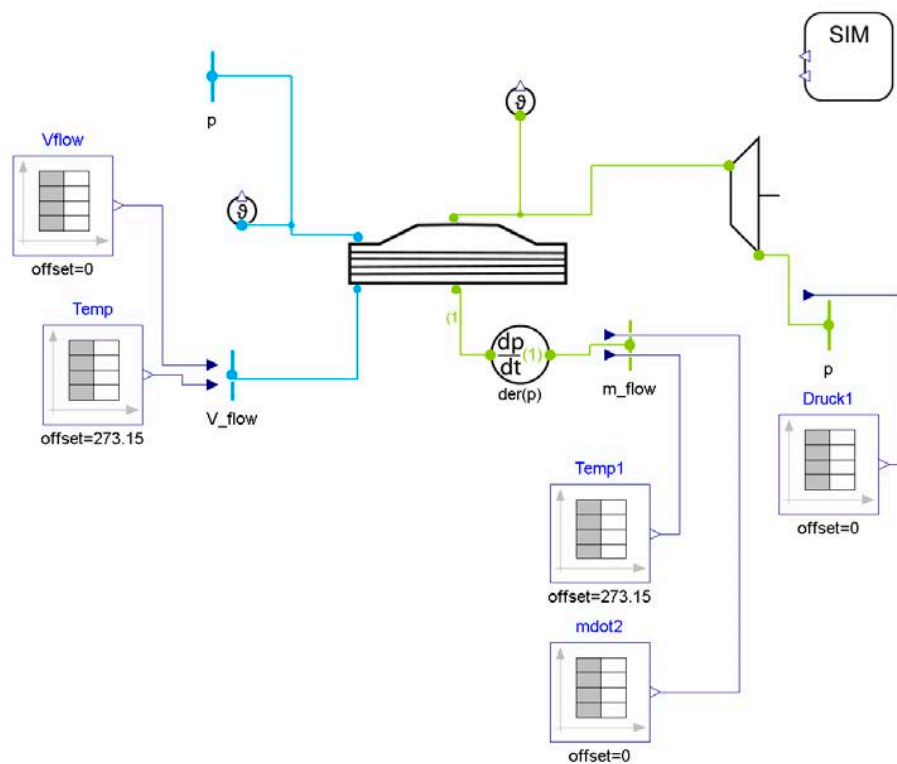 SIM
p
ϑ
Vflow
ϑ
offset=0
Temp
(1
dp
dt
(1)
der(p)
m_flow
p
V_flow
Druck1
offset=273.15
Temp1
offset=0
offset=273.15
mdot2
offset=0